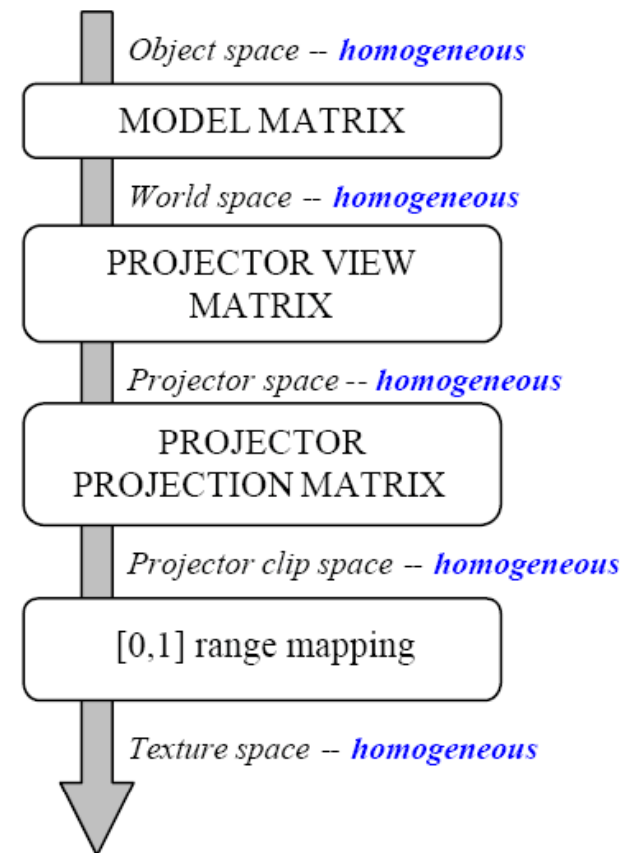 Object space -- homogeneous
MODEL MATRIX
World space -- homogeneous
PROJECTOR VIEW
MATRIX
Projector space -- homogeneous
PROJECTOR
PROJECTION MATRIX
Projector clip space -- homogeneous
[0,1] range mapping
Texture space -- homogeneous